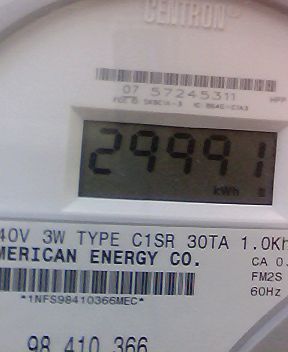 CENTRON®
07 57245311
29991
kWh
40V 3W TYPE C1SR 30TA 1.0Kh
MERICAN ENERGY CO.
CA 0.
FM2S
*1NFS98410366MEC*
60Hz
98 410 366